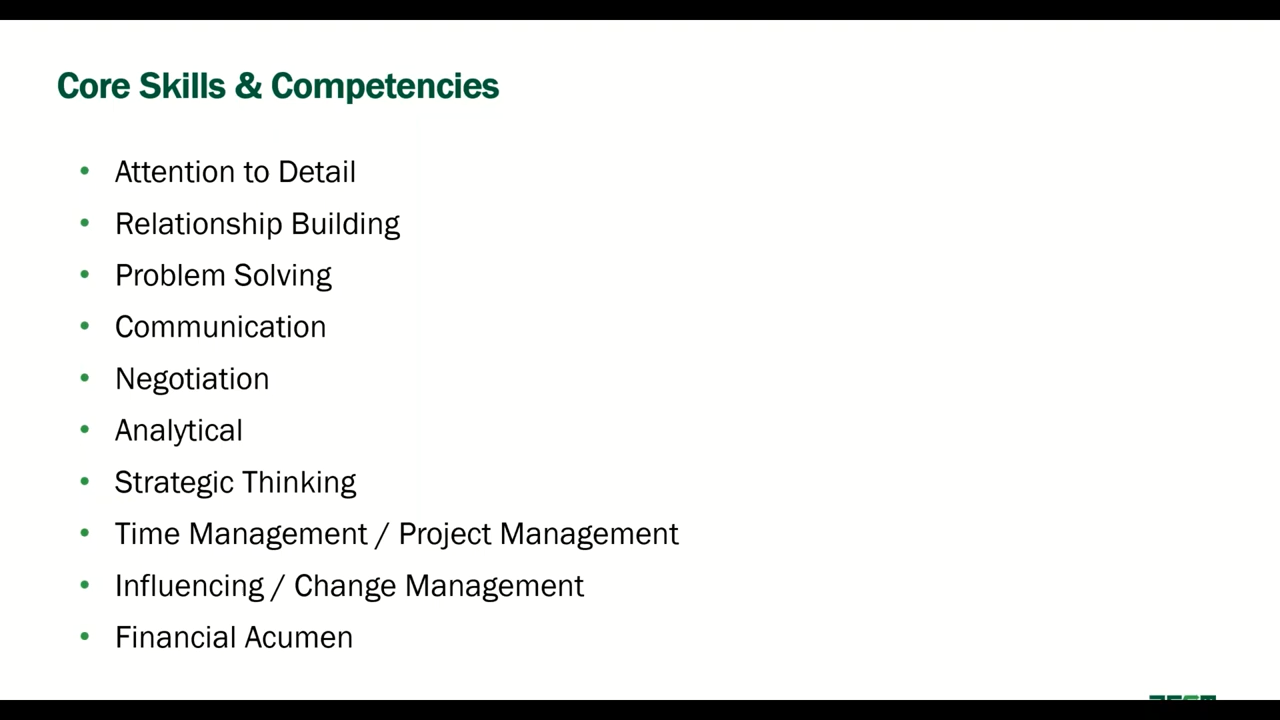 Core Skills & Competencies
• Attention to Detail
• Relationship Building
• Problem Solving
• Communication
• Negotiation
• Analytical
• Strategic Thinking
• Time Management / Project Management
• Influencing / Change Management
• Financial Acumen